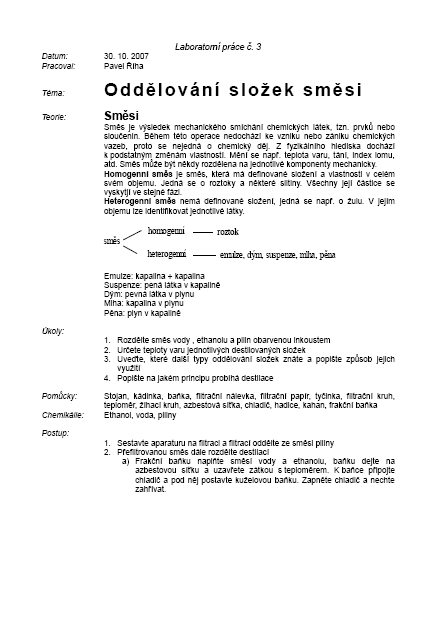 Laboratorní práce č. 3
Datum: 30. 10. 2007
Pracoval: Pavel Říha
Téma: Oddělování složek směsi
Teorie: Směsi
Směs je výsledek mechanického smíchání chemických látek, tzn. prvků nebo
sloučenin. Během této operace nedochází ke vzniku nebo zániku chemických
vazeb, proto se nejedná o chemický děj. Z fyzikálního hlediska dochází
k podstatným změnám vlastností. Mění se např. teplota varu, tání, index lomu,
atd. Směs může být někdy rozdělena na jednotlivé komponenty mechanicky.
Homogenní směs je směs, která má definované složení a vlastnosti v celém
svém objemu. Jedná se o roztoky a některé slitiny. Všechny její částice se
vyskytjí ve stejné fázi.
Heterogenní směs nemá definované složení, jedná se např. o žulu. V jejím
objemu lze identifikovat jednotlivé látky.
homogenní roztok
směs
heterogenní emulze, dým, suspenze, mlha, pěna
Emulze: kapalina + kapalina
Suspenze: pená látka v kapalině
Dým: pevná látka v plynu
Mlha: kapalina v plynu
Pěna: plyn v kapalině
Úkoly:
1. Rozdělte směs vody , ethanolu a pilin obarvenou inkoustem
2. Určete teploty varu jednotlivých destilovaných složek
3. Uveďte, které další typy oddělování složek znáte a popište způsob jejich
využití
4. Popište na jakém principu probíhá destilace
Pomůcky: Stojan, kádinka, baňka, filtrační nálevka, filtrační papír, tyčinka, filtrační kruh,
teploměr, žíhací kruh, azbestová síťka, chladič, hadice, kahan, frakční baňka
Chemikálie: Ethanol, voda, piliny
Postup:
1. Sestavte aparaturu na filtraci a filtrací oddělte ze směsi piliny
2. Přefiltrovanou směs dále rozdělte destilací
a) Frakční baňku naplňte směsí vody a ethanolu, baňku dejte na
azbestovou síťku a uzavřete zátkou s teploměrem. K baňce připojte
chladič a pod něj postavte kuželovou baňku. Zapněte chladič a nechte
zahřívat.